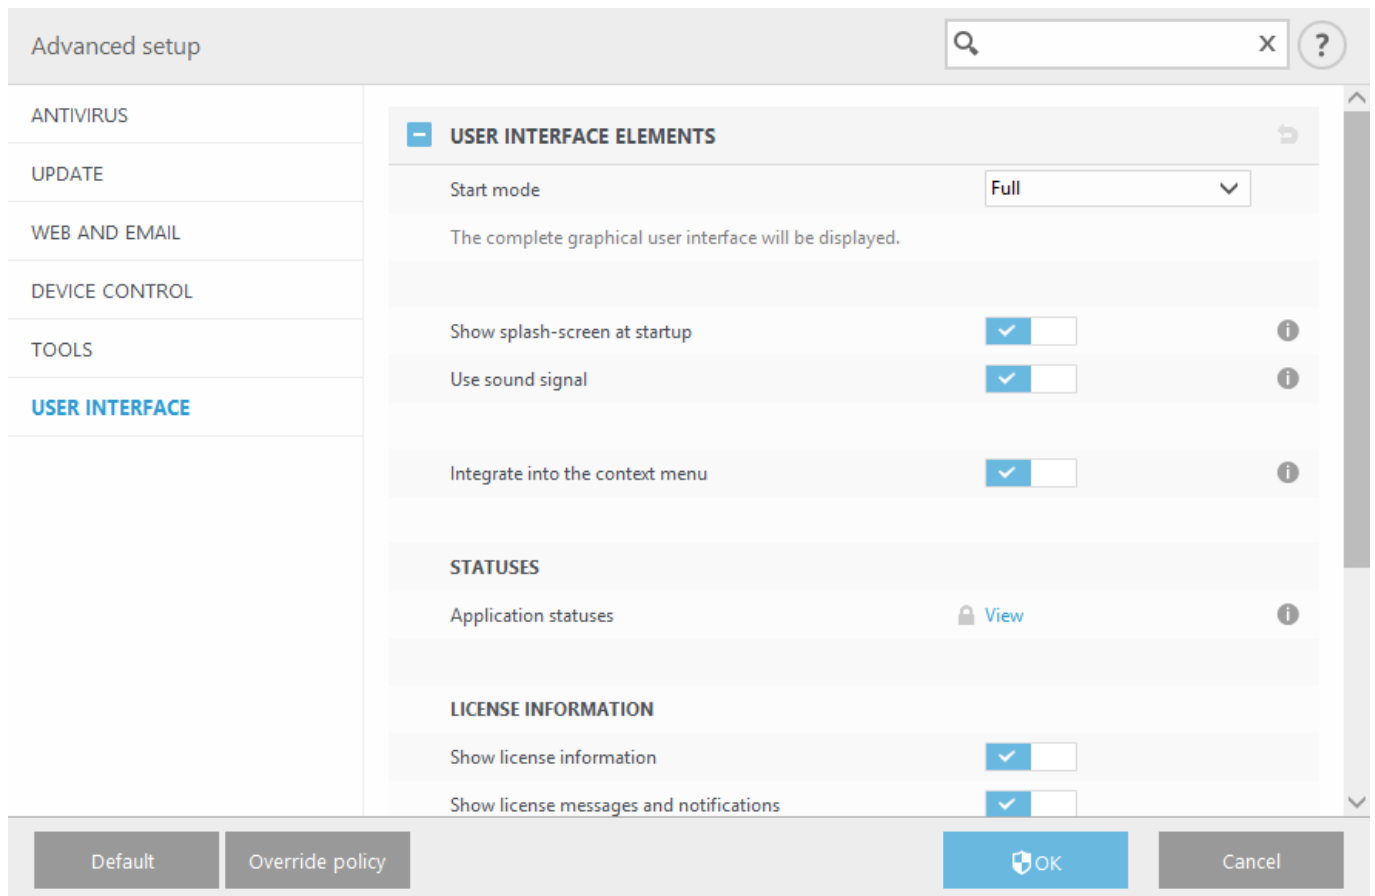 Advanced setup
x
?
ANTIVIRUS
UPDATE
WEB AND EMAIL
DEVICE CONTROL
TOOLS
USER INTERFACE
USER INTERFACE ELEMENTS
Start mode Full
The complete graphical user interface will be displayed.
Show splash-screen at startup
Use sound signal
Integrate into the context menu
STATUSES
Application statuses View
LICENSE INFORMATION
Show license information
Show license messages and notifications
Default Override policy OK Cancel